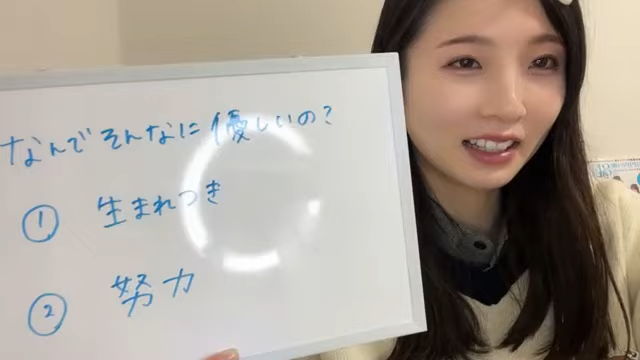 なんでそんなに優しいの?
① 生まれつき
② 努力